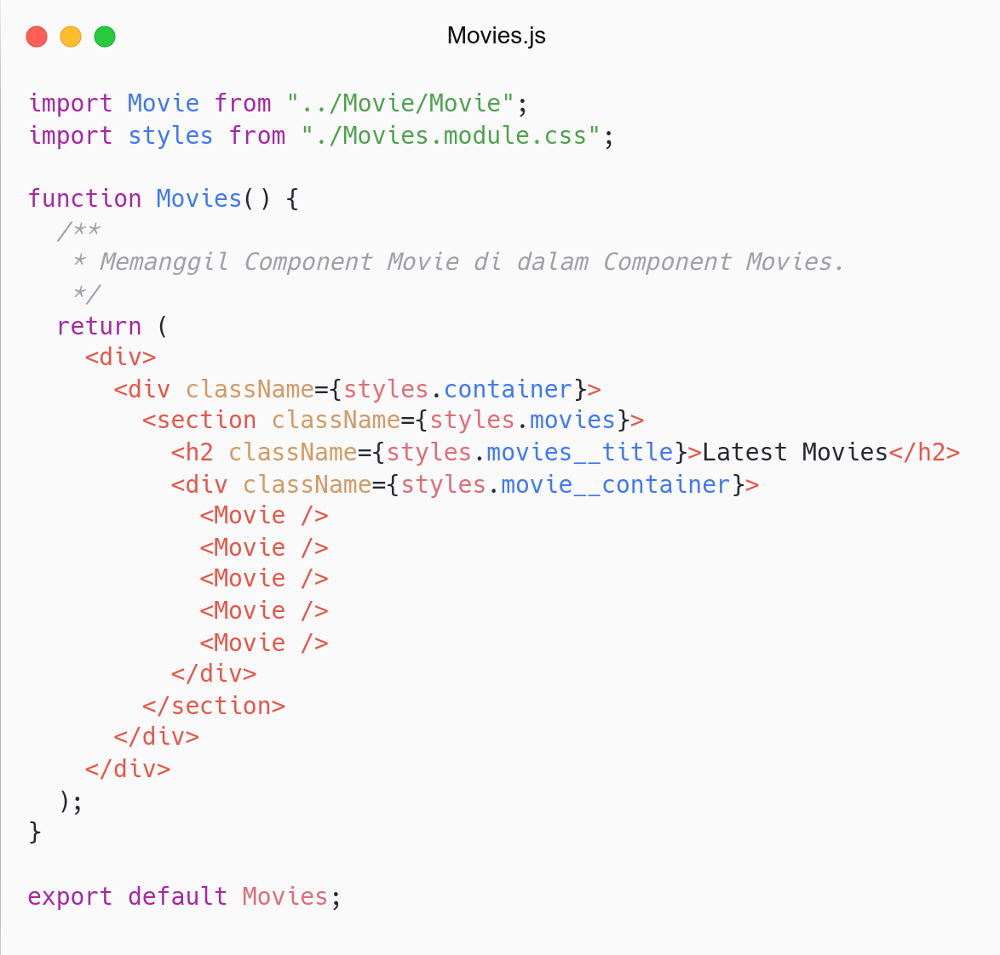 Movies.js
import Movie from "../Movie/Movie";
import styles from "./Movies.module.css";
function Movies() {
  /**
   * Memanggil Component Movie di dalam Component Movies.
   */
  return (
    <div>
      <div className={styles.container}>
        <section className={styles.movies}>
          <h2 className={styles.movies__title}>Latest Movies</h2>
          <div className={styles.movie__container}>
            <Movie />
            <Movie />
            <Movie />
            <Movie />
            <Movie />
          </div>
        </section>
      </div>
    </div>
  );
}
export default Movies;